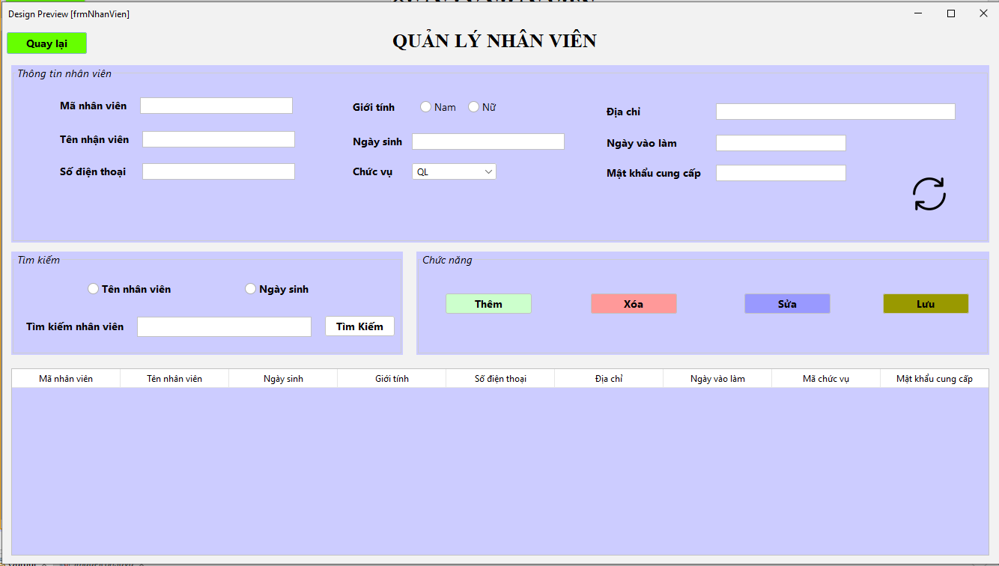 Design Preview [frmNhanVien]
Quay lại
QUẢN LÝ NHÂN VIÊN
Thông tin nhân viên
Mã nhân viên
Giới tính
Nam
Nữ
Địa chỉ
Tên nhận viên
Ngày sinh
Ngày vào làm
Số điện thoại
Chức vụ
QL
Mật khẩu cung cấp
Tìm kiếm
Tên nhân viên
Ngày sinh
Tìm kiếm nhân viên
Tìm Kiếm
Chức năng
Thêm
Xóa
Sửa
Lưu
Mã nhân viên
Tên nhân viên
Ngày sinh
Giới tính
Số điện thoại
Địa chỉ
Ngày vào làm
Mã chức vụ
Mật khẩu cung cấp